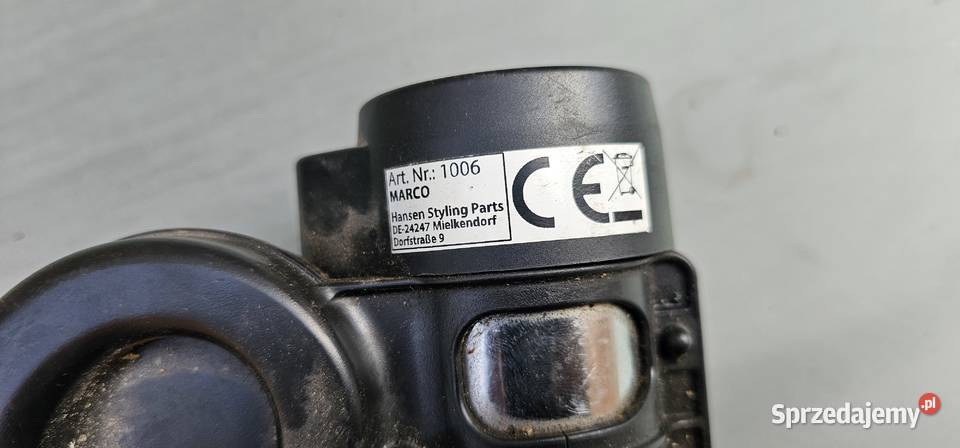 Art. Nr.: 1006
MARCO
Hansen Styling Parts
DE-24247 Mielkendorf
Dorfstraße 9
CE
Sprzedajemy.pl